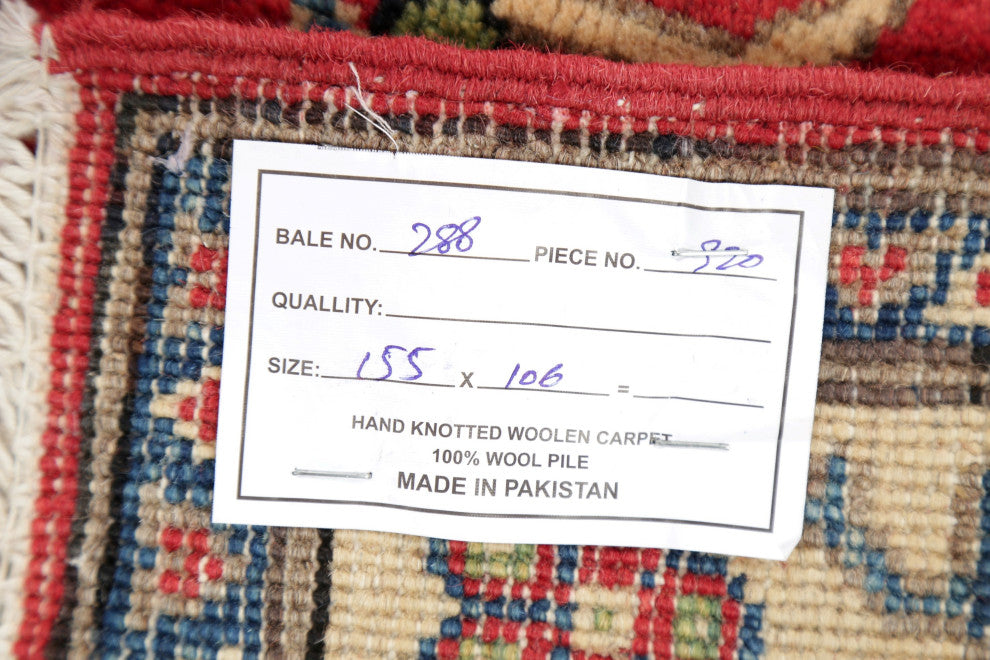 BALE NO. 288 PIECE NO. 920
QUALLITY:
SIZE: 155 X 106 =
HAND KNOTTED WOOLEN CARPET
100% WOOL PILE
MADE IN PAKISTAN